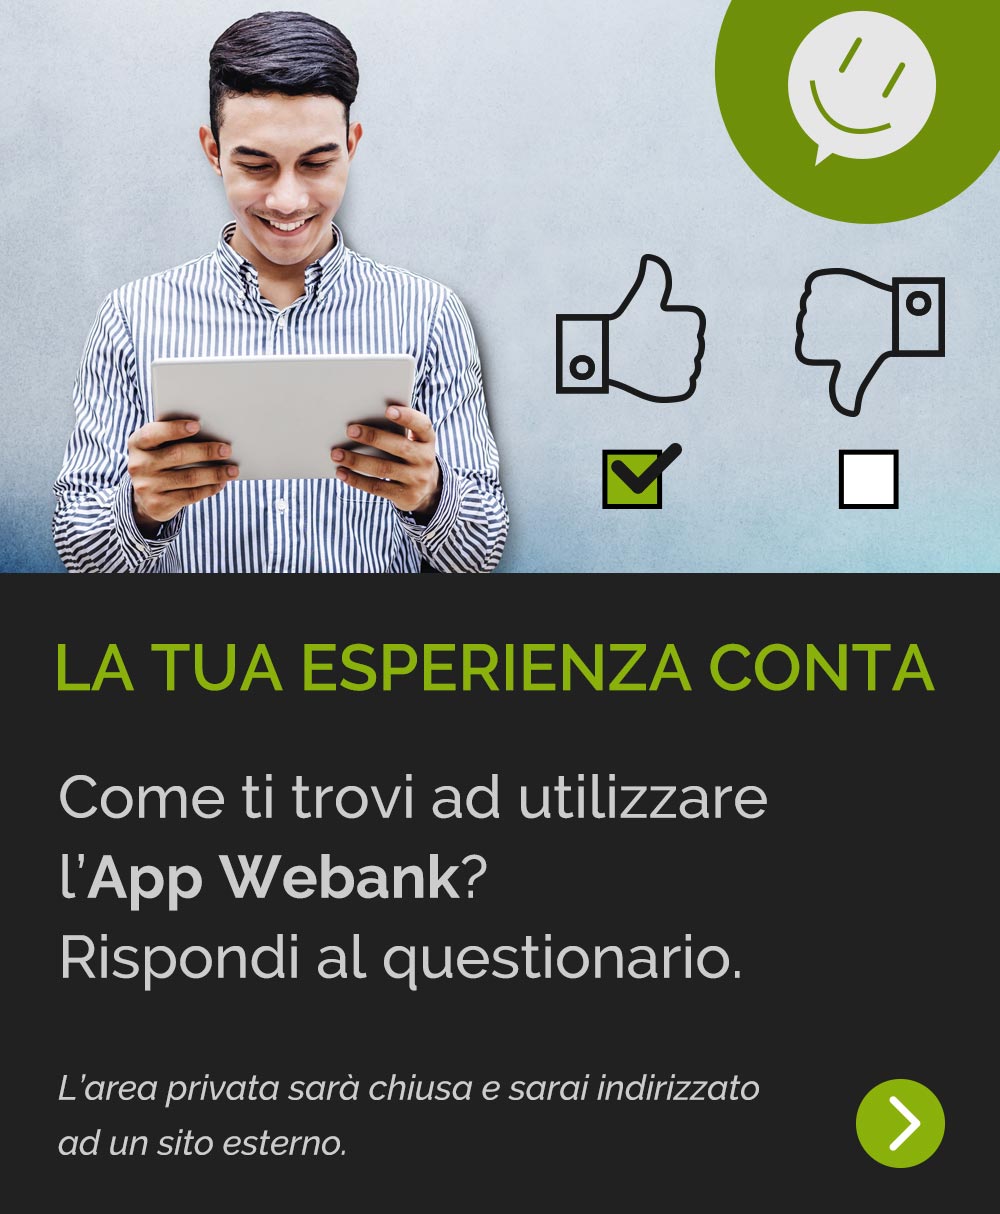 LA TUA ESPERIENZA CONTA
Come ti trovi ad utilizzare
l’App Webank?
Rispondi al questionario.
L’area privata sarà chiusa e sarai indirizzato
ad un sito esterno.